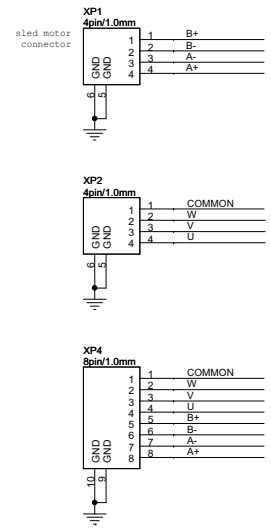 XP1
4pin/1.0mm
sled motor
connector
1 1 B+
2 2 B-
3 3 A-
4 4 A+
GND GND
6 5
XP2
4pin/1.0mm
1 1 COMMON
2 2 W
3 3 V
4 4 U
GND GND
6 5
XP4
8pin/1.0mm
1 1 COMMON
2 2 W
3 3 V
4 4 U
5 5 B+
6 6 B-
7 7 A-
8 8 A+
GND GND
10 9